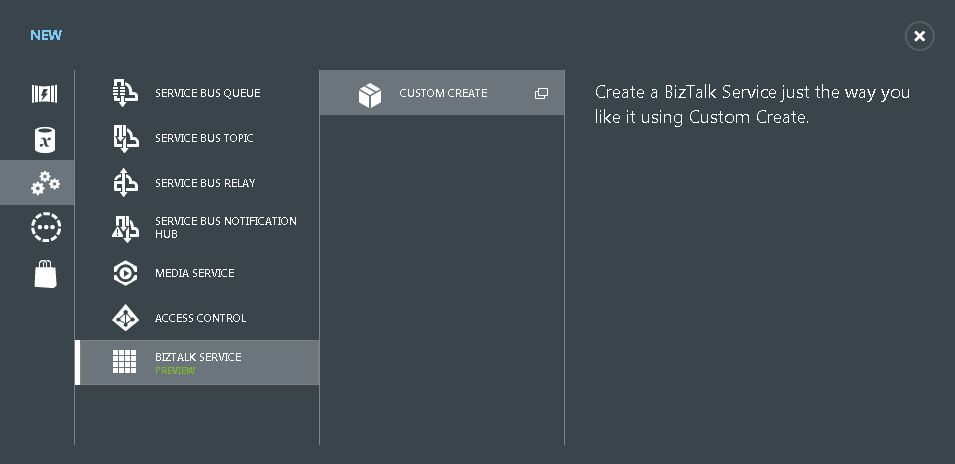 NEW
SERVICE BUS QUEUE
SERVICE BUS TOPIC
SERVICE BUS RELAY
SERVICE BUS NOTIFICATION
HUB
MEDIA SERVICE
ACCESS CONTROL
BIZTALK SERVICE
PREVIEW
CUSTOM CREATE
Create a BizTalk Service just the way you
like it using Custom Create.